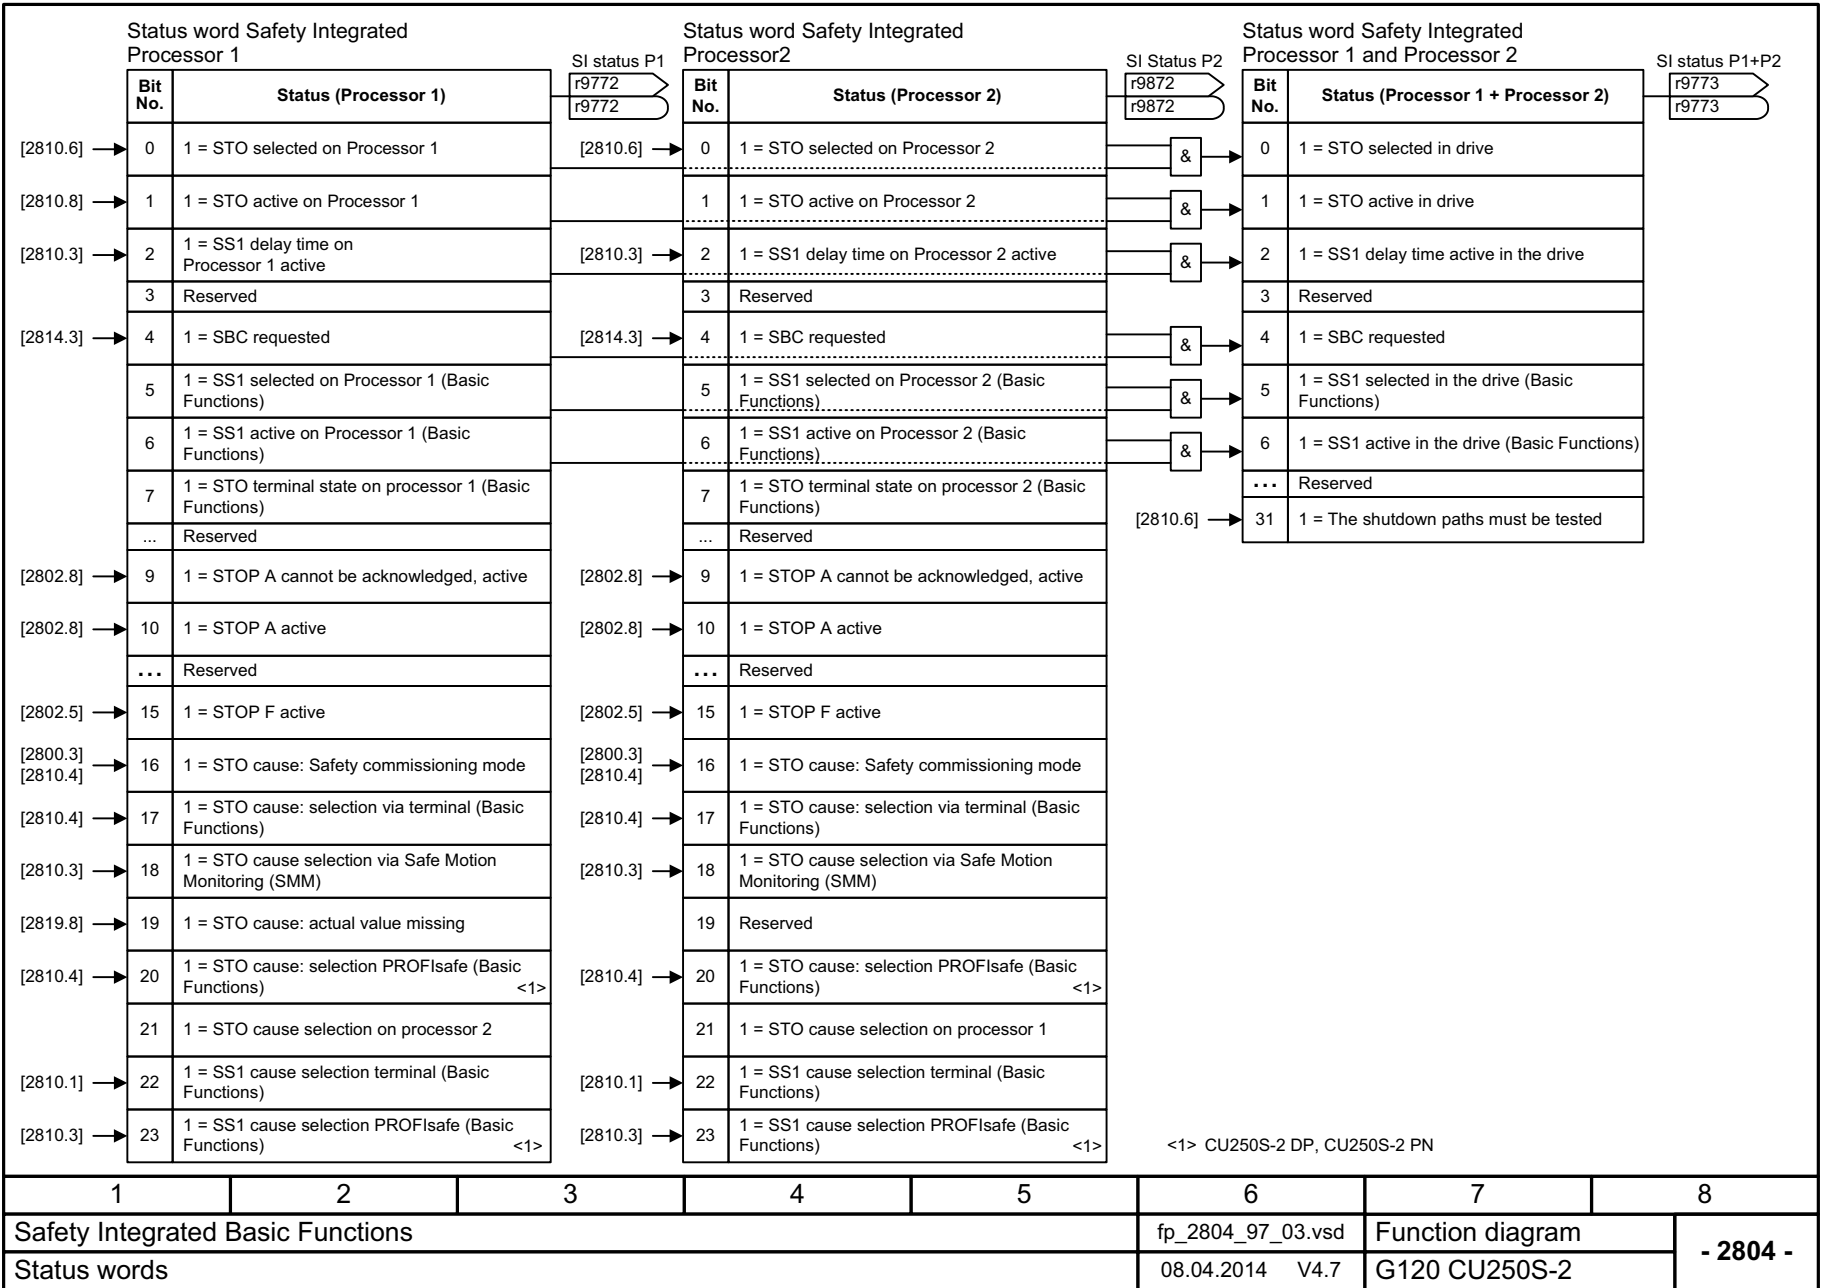 Status word Safety Integrated
Processor 1
SI status P1
r9772
r9772
Bit No. Status (Processor 1)
[2810.6] 0 1 = STO selected on Processor 1
[2810.8] 1 1 = STO active on Processor 1
[2810.3] 2 1 = SS1 delay time on
Processor 1 active
3 Reserved
[2814.3] 4 1 = SBC requested
5 1 = SS1 selected on Processor 1 (Basic
Functions)
6 1 = SS1 active on Processor 1 (Basic
Functions)
7 1 = STO terminal state on processor 1 (Basic
Functions)
... Reserved
[2802.8] 9 1 = STOP A cannot be acknowledged, active
[2802.8] 10 1 = STOP A active
... Reserved
[2802.5] 15 1 = STOP F active
[2800.3]
[2810.4] 16 1 = STO cause: Safety commissioning mode
[2810.4] 17 1 = STO cause: selection via terminal (Basic
Functions)
[2810.3] 18 1 = STO cause selection via Safe Motion
Monitoring (SMM)
[2819.8] 19 1 = STO cause: actual value missing
[2810.4] 20 1 = STO cause: selection PROFIsafe (Basic
Functions) <1>
21 1 = STO cause selection on processor 2
[2810.1] 22 1 = SS1 cause selection terminal (Basic
Functions)
[2810.3] 23 1 = SS1 cause selection PROFIsafe (Basic
Functions) <1>
Status word Safety Integrated
Processor2
SI Status P2
r9872
r9872
Bit No. Status (Processor 2)
[2810.6] 0 1 = STO selected on Processor 2
1 1 = STO active on Processor 2
[2810.3] 2 1 = SS1 delay time on Processor 2 active
3 Reserved
[2814.3] 4 1 = SBC requested
5 1 = SS1 selected on Processor 2 (Basic
Functions)
6 1 = SS1 active on Processor 2 (Basic
Functions)
7 1 = STO terminal state on processor 2 (Basic
Functions)
... Reserved
[2802.8] 9 1 = STOP A cannot be acknowledged, active
[2802.8] 10 1 = STOP A active
... Reserved
[2802.5] 15 1 = STOP F active
[2800.3]
[2810.4] 16 1 = STO cause: Safety commissioning mode
[2810.4] 17 1 = STO cause: selection via terminal (Basic
Functions)
[2810.3] 18 1 = STO cause selection via Safe Motion
Monitoring (SMM)
19 Reserved
[2810.4] 20 1 = STO cause: selection PROFIsafe (Basic
Functions) <1>
21 1 = STO cause selection on processor 1
[2810.1] 22 1 = SS1 cause selection terminal (Basic
Functions)
[2810.3] 23 1 = SS1 cause selection PROFIsafe (Basic
Functions) <1>
Status word Safety Integrated
Processor 1 and Processor 2
SI status P1+P2
r9773
r9773
Bit No. Status (Processor 1 + Processor 2)
& 0 1 = STO selected in drive
& 1 1 = STO active in drive
& 2 1 = SS1 delay time active in the drive
3 Reserved
& 4 1 = SBC requested
& 5 1 = SS1 selected in the drive (Basic
Functions)
& 6 1 = SS1 active in the drive (Basic Functions)
... Reserved
[2810.6] 31 1 = The shutdown paths must be tested
<1> CU250S-2 DP, CU250S-2 PN
1 2 3 4 5 6 7 8
Safety Integrated Basic Functions fp_2804_97_03.vsd Function diagram
- 2804 -
Status words 08.04.2014 V4.7 G120 CU250S-2